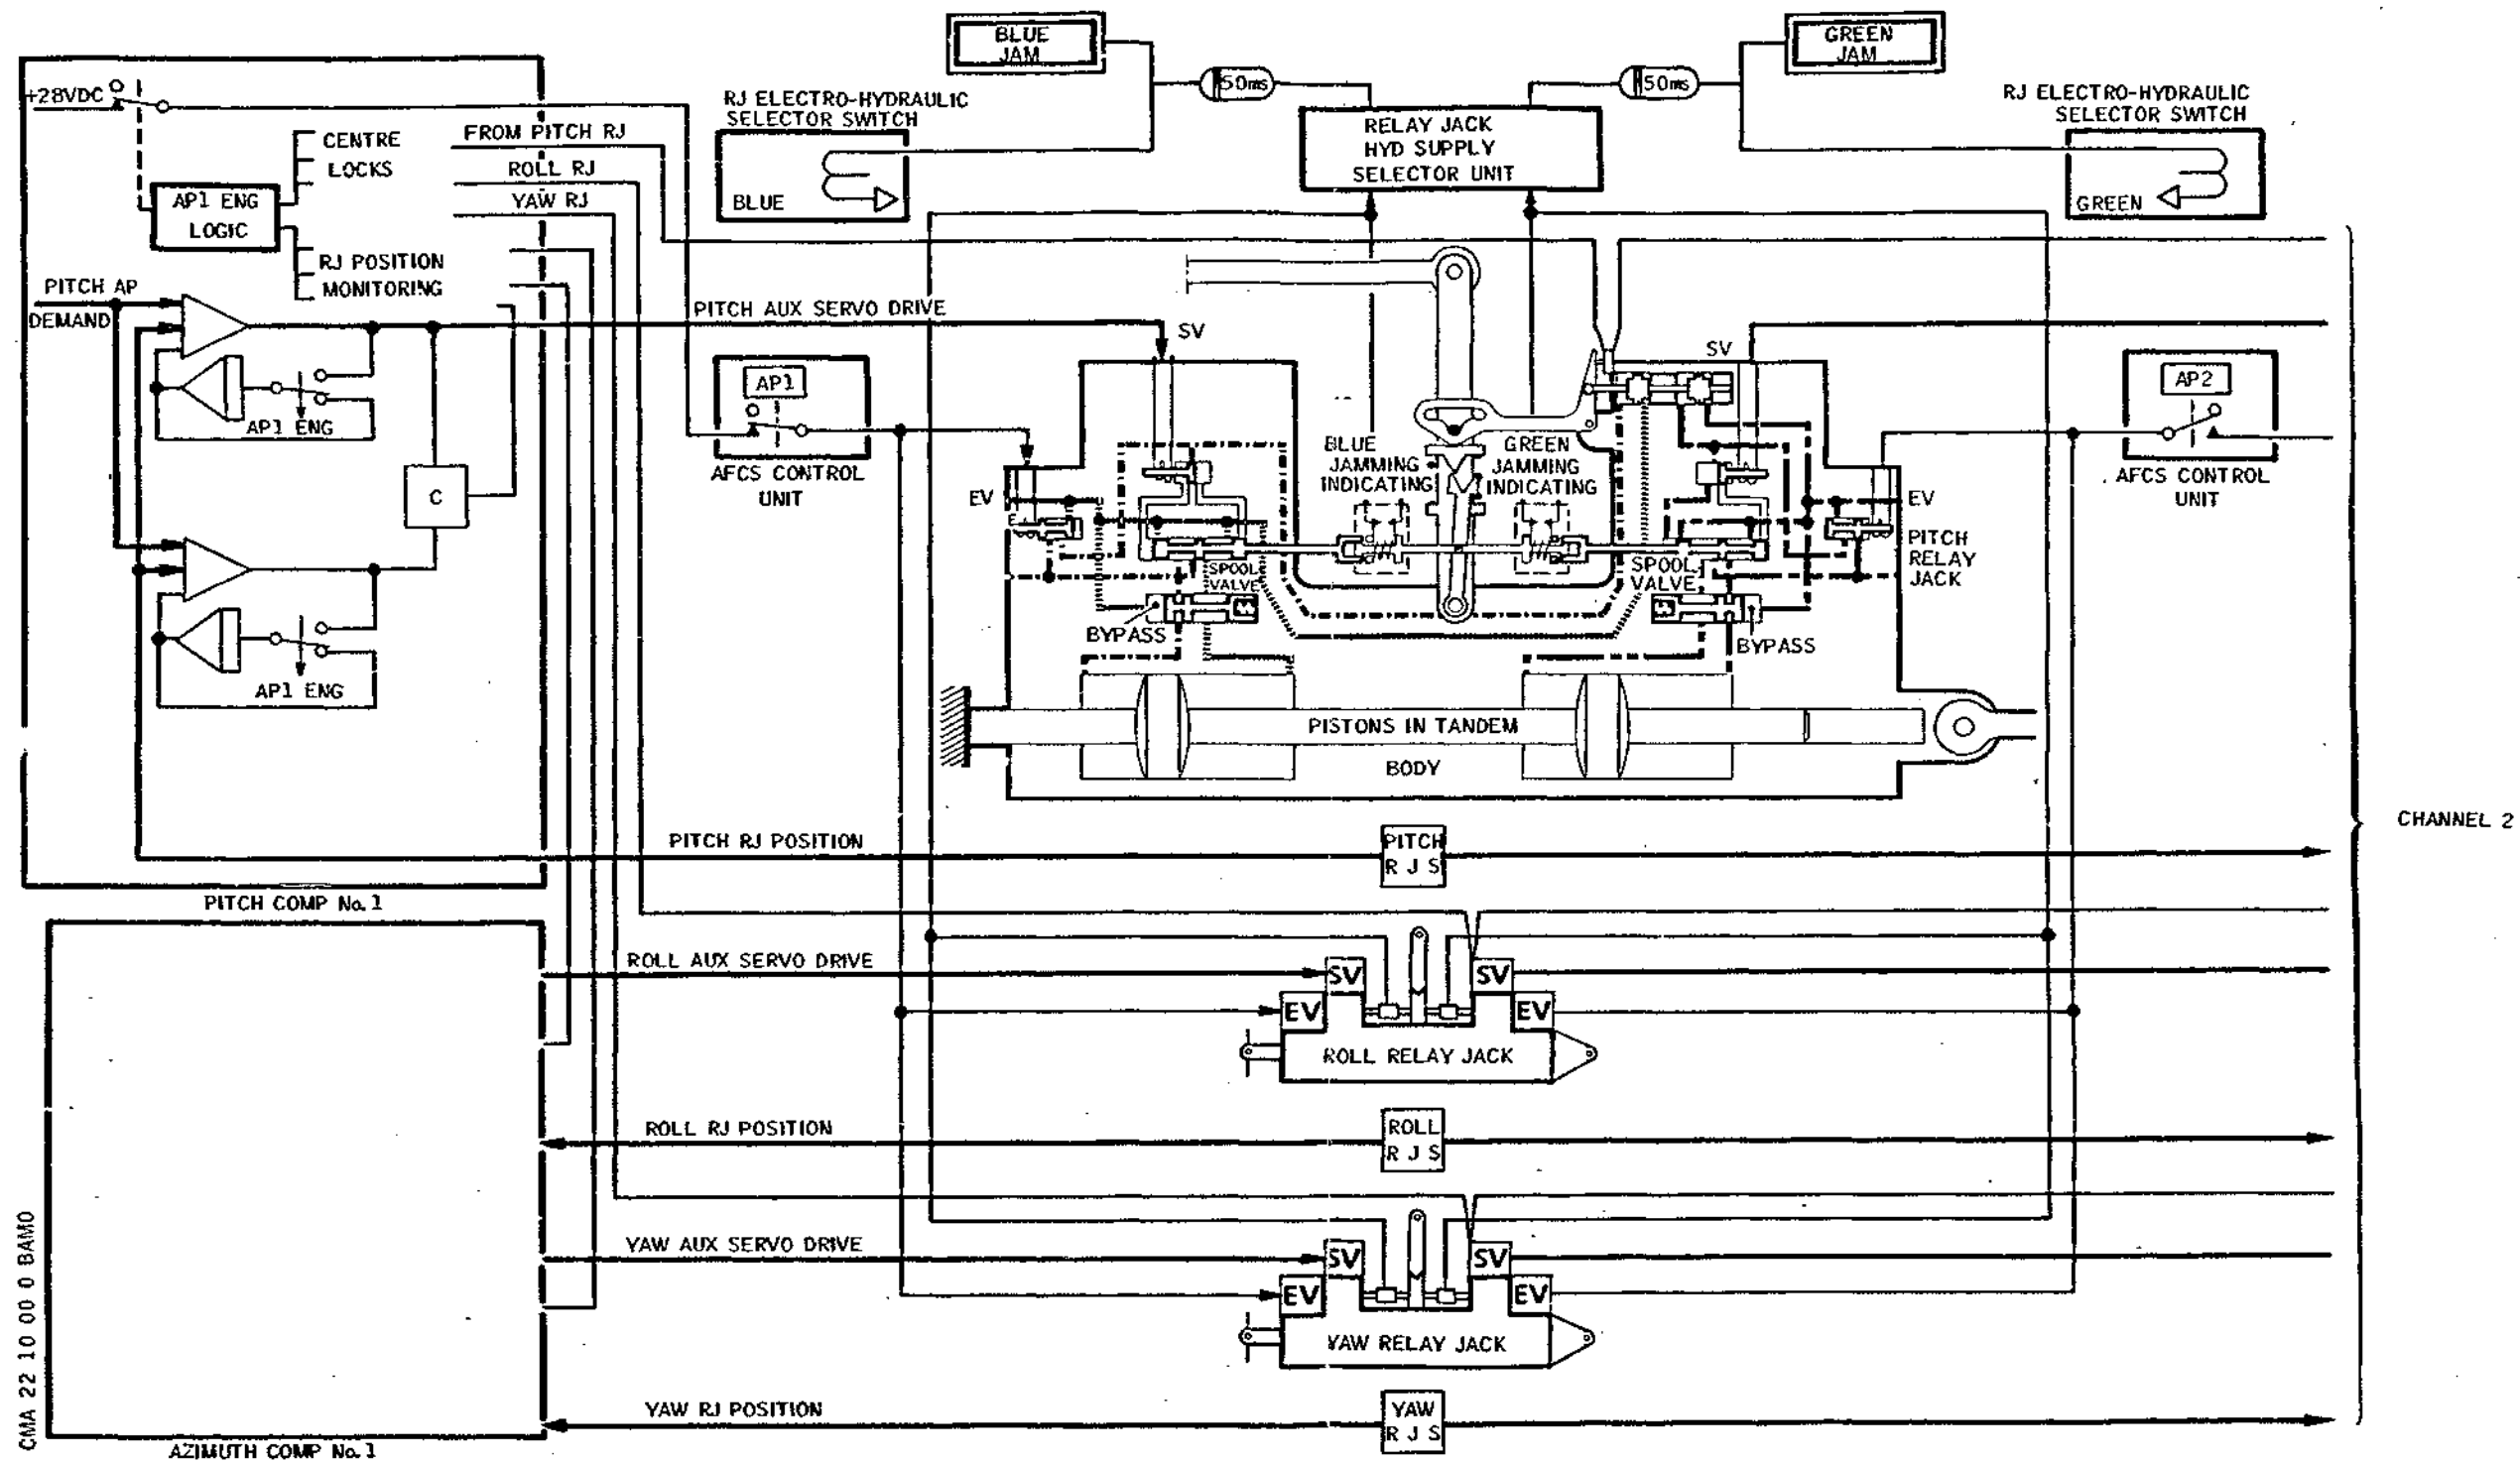 BLUE
JAM
GREEN
JAM
50ms
50ms
+28VDC
RJ ELECTRO-HYDRAULIC
SELECTOR SWITCH
BLUE
RJ ELECTRO-HYDRAULIC
SELECTOR SWITCH
GREEN
RELAY JACK
HYD SUPPLY
SELECTOR UNIT
CENTRE
LOCKS
FROM PITCH RJ
ROLL RJ
YAW RJ
AP1 ENG
LOGIC
RJ POSITION
MONITORING
PITCH AP
DEMAND
PITCH AUX SERVO DRIVE
SV
SV
AP1 ENG
C
AP1 ENG
AP1
AFCS CONTROL
UNIT
AP2
AFCS CONTROL
UNIT
BLUE
JAMMING
INDICATING
GREEN
JAMMING
INDICATING
EV
EV
PITCH
RELAY
JACK
SPOOL
VALVE
SPOOL
VALVE
BYPASS
BYPASS
PISTONS IN TANDEM
BODY
CHANNEL 2
PITCH RJ POSITION
PITCH
R J S
PITCH COMP No.1
ROLL AUX SERVO DRIVE
SV
SV
EV
EV
ROLL RELAY JACK
ROLL RJ POSITION
ROLL
R J S
YAW AUX SERVO DRIVE
SV
SV
EV
EV
YAW RELAY JACK
YAW RJ POSITION
YAW
R J S
AZIMUTH COMP No.1
CMA 22 10 00 0 BAM0